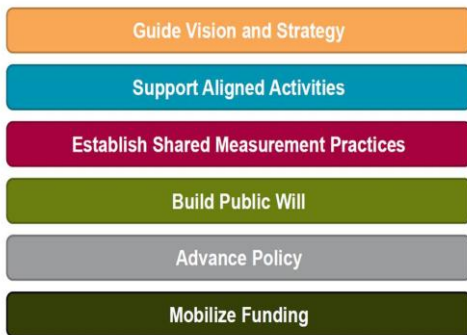 Guide Vision and Strategy
Support Aligned Activities
Establish Shared Measurement Practices
Build Public Will
Advance Policy
Mobilize Funding